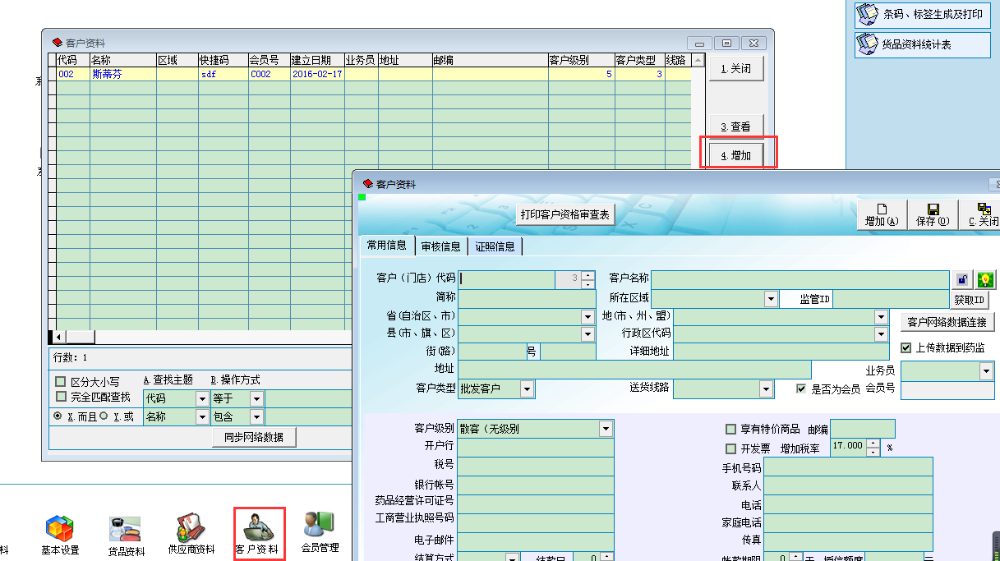 条码、标签生成及打印
货品资料统计表
客户资料
代码 名称 区域 快捷码 会员号 建立日期 业务员 地址 邮编 客户级别 客户类型 线路
002 斯蒂芬 sdf C002 2016-02-17 5 3
1.关闭
3.查看
4.增加
行数: 1
区分大小写 A.查找主题 B.操作方式
完全匹配查找 代码 等于
X.而且 Y.或 名称 包含
同步网络数据
客户资料
打印客户资格审查表
增加(A) 保存(O) C.关闭
常用信息 审核信息 证照信息
客户（门店）代码 3 客户名称
简称 所在区域 监管ID 获取ID
省(自治区、市) 地(市、州、盟) 客户网络数据连接
县(市、旗、区) 行政区代码
街(路) 号 详细地址 上传数据到药监
地址 业务员
客户类型 批发客户 送货线路 是否为会员 会员号
客户级别 散客（无级别 享有特价商品 邮编
开户行 开发票 增加税率 17.000 %
税号 手机号码
银行帐号 联系人
药品经营许可证号 电话
工商营业执照号码 家庭电话
电子邮件 传真
结算方式 结款日 0 帐款期限 0 天 授信额度 元
料 基本设置 货品资料 供应商资料 客户资料 会员管理